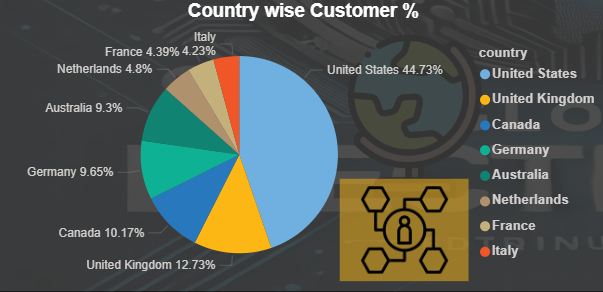 Country wise Customer %
Italy
4.23%
France 4.39%
Netherlands 4.8%
Australia 9.3%
Germany 9.65%
Canada 10.17%
United Kingdom 12.73%
United States 44.73%
country
United States
United Kingdom
Canada
Germany
Australia
Netherlands
France
Italy